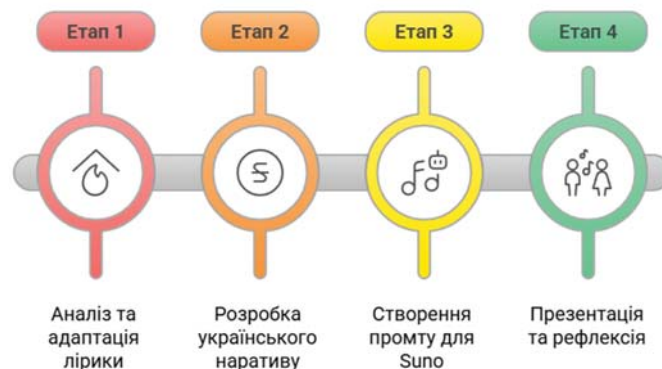 Етап 1
Етап 2
Етап 3
Етап 4
Аналіз та
адаптація
лірики
Розробка
українського
наративу
Створення
промту для
Suno
Презентація
та рефлексія